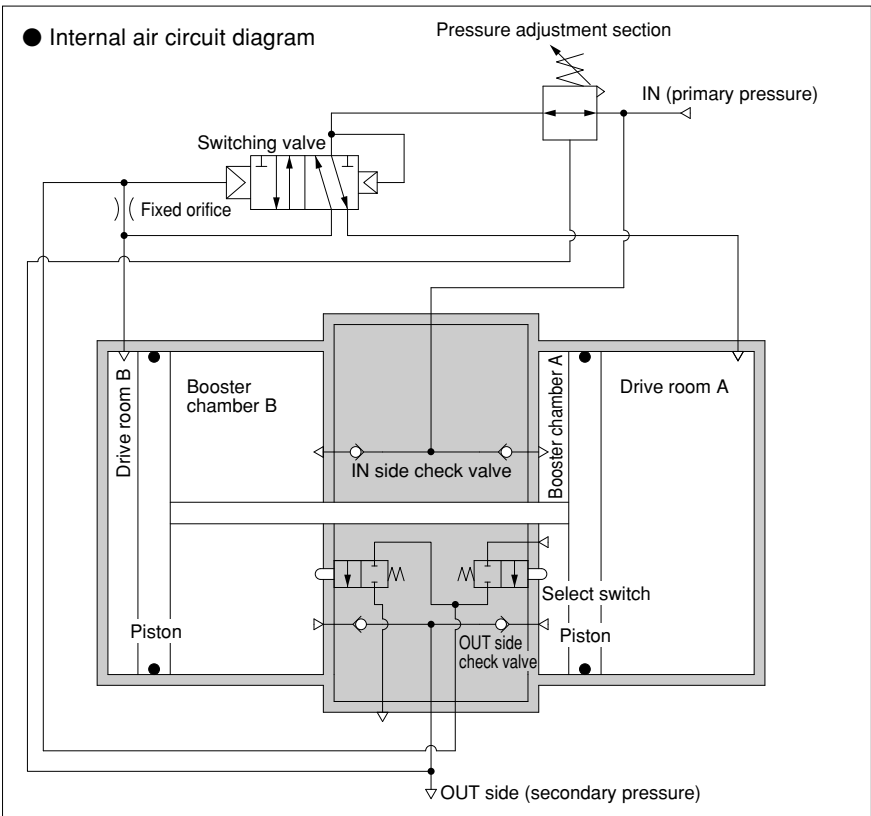 ● Internal air circuit diagram
Pressure adjustment section
IN (primary pressure)
Switching valve
Fixed orifice
Drive room B
Booster
chamber B
Booster chamber A
Drive room A
IN side check valve
Select switch
Piston
OUT side
check valve
Piston
OUT side (secondary pressure)